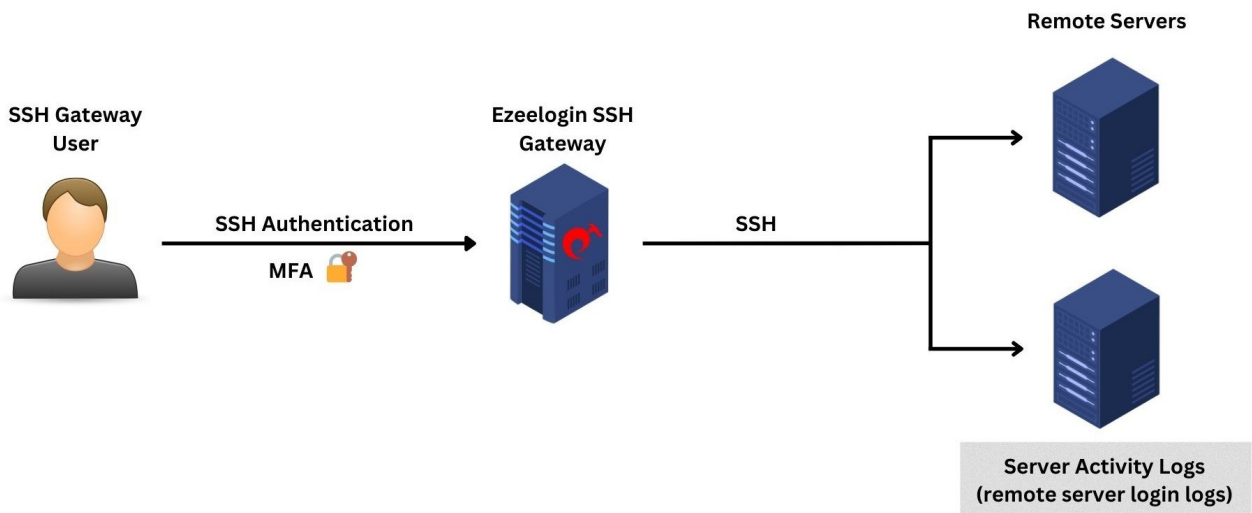 Remote Servers
SSH Gateway
User
Ezeelogin SSH
Gateway
SSH Authentication
MFA
SSH
Server Activity Logs
(remote server login logs)